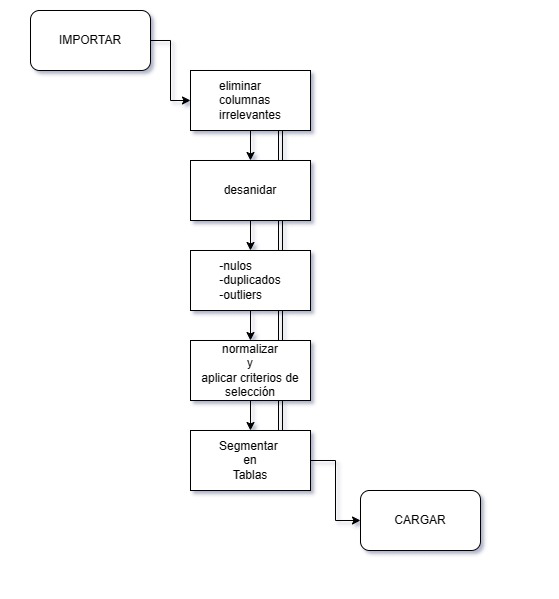 IMPORTAR
eliminar
columnas
irrelevantes
desanidar
-nulos
-duplicados
-outliers
normalizar
y
aplicar criterios de
selección
Segmentar
en
Tablas
CARGAR